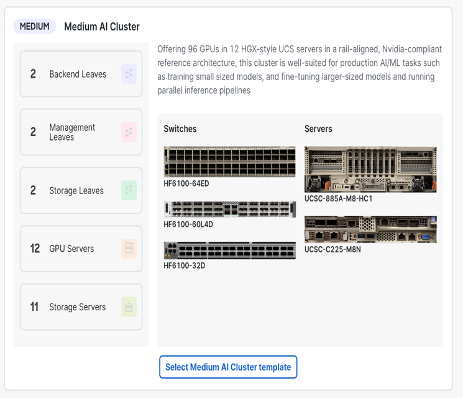 MEDIUM Medium AI Cluster
2 Backend Leaves
2 Management
Leaves
2 Storage Leaves
12 GPU Servers
11 Storage Servers
Offering 96 GPUs in 12 HGX-style UCS servers in a rail-aligned, Nvidia-compliant
reference architecture, this cluster is well-suited for production AI/ML tasks such
as training small sized models, and fine-tuning larger-sized models and running
parallel inference pipelines
Switches
HF6100-64ED
HF6100-60L4D
HF6100-32D
Servers
UCSC-885A-M8-HC1
UCSC-C225-M8N
Select Medium AI Cluster template